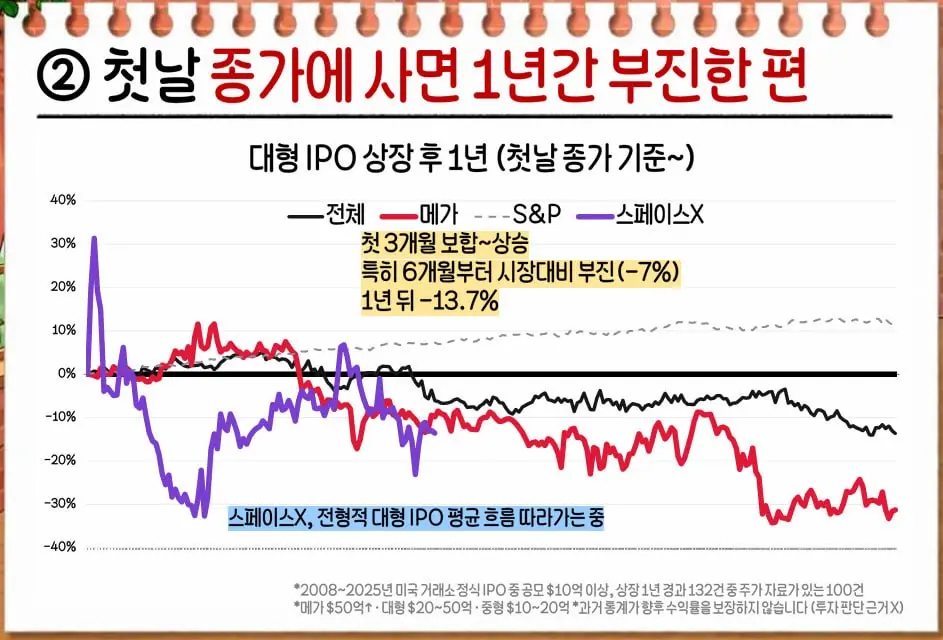 ② 첫날 종가에 사면 1년간 부진한 편
대형 IPO 상장 후 1년 (첫날 종가 기준~)
40%
전체 메가 S&P 스페이스X
30%
첫 3개월 보합~상승
특히 6개월부터 시장대비 부진(-7%)
20%
1년 뒤 -13.7%
10%
0%
-10%
-20%
-30%
스페이스X, 전형적 대형 IPO 평균 흐름 따라가는 중
-40%
*2008~2025년 미국 거래소 정식 IPO 중 공모 $10억 이상, 상장 1년 경과 132건 중 주가 자료가 있는 100건
*메가 $50억↑ · 대형 $20~50억 · 중형 $10~20억 *과거 통계가 향후 수익률을 보장하지 않습니다 (투자 판단 근거 X)